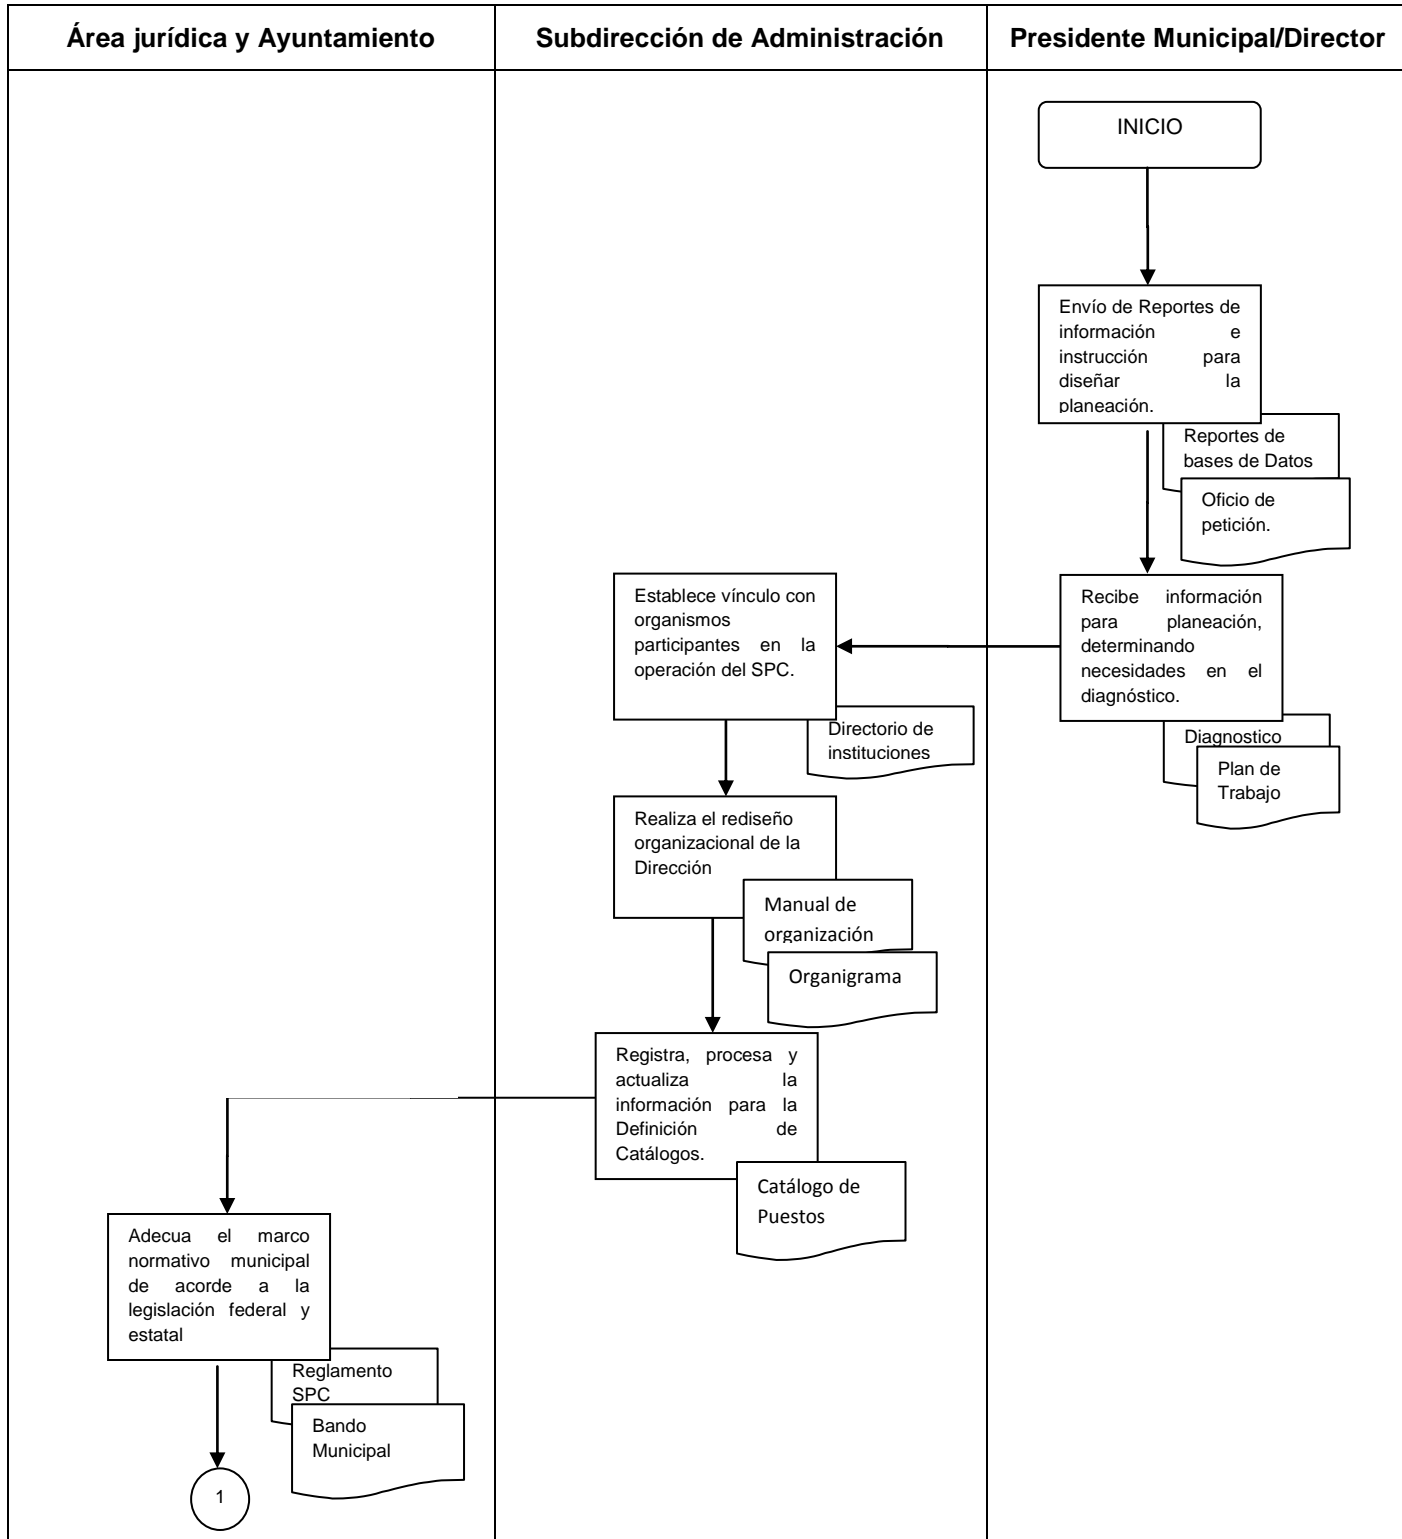 Área jurídica y Ayuntamiento
Subdirección de Administración
Presidente Municipal/Director
INICIO
Envío de Reportes de
información e
instrucción para
diseñar la
planeación.
Reportes de
bases de Datos
Oficio de
petición.
Recibe información
para planeación,
determinando
necesidades en el
diagnóstico.
Diagnostico
Plan de
Trabajo
Establece vínculo con
organismos
participantes en la
operación del SPC.
Directorio de
instituciones
Realiza el rediseño
organizacional de la
Dirección
Manual de
organización
Organigrama
Registra, procesa y
actualiza la
información para la
Definición de
Catálogos.
Catálogo de
Puestos
Adecua el marco
normativo municipal
de acorde a la
legislación federal y
estatal
Reglamento
SPC
Bando
Municipal
1